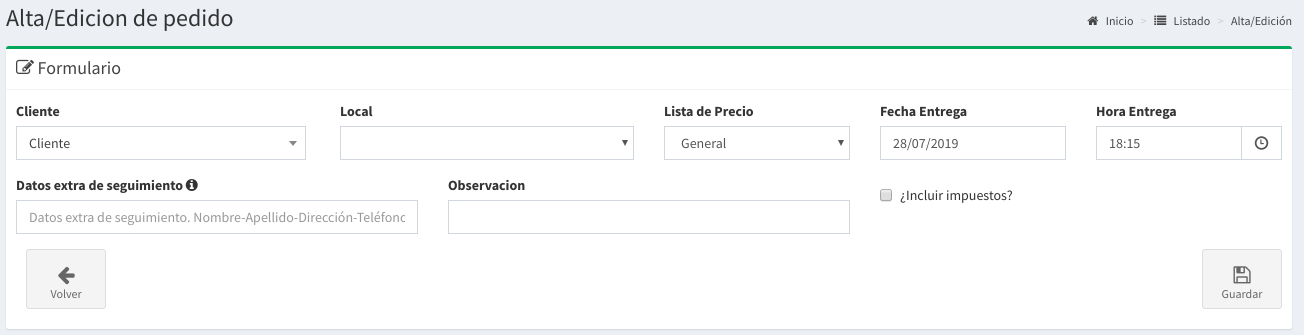 Alta/Edicion de pedido
Inicio > Listado > Alta/Edición
Formulario
Cliente Local Lista de Precio Fecha Entrega Hora Entrega
Cliente General 28/07/2019 18:15
Datos extra de seguimiento Observacion
¿Incluir impuestos?
Datos extra de seguimiento. Nombre-Apellido-Dirección-Teléfono
Volver Guardar